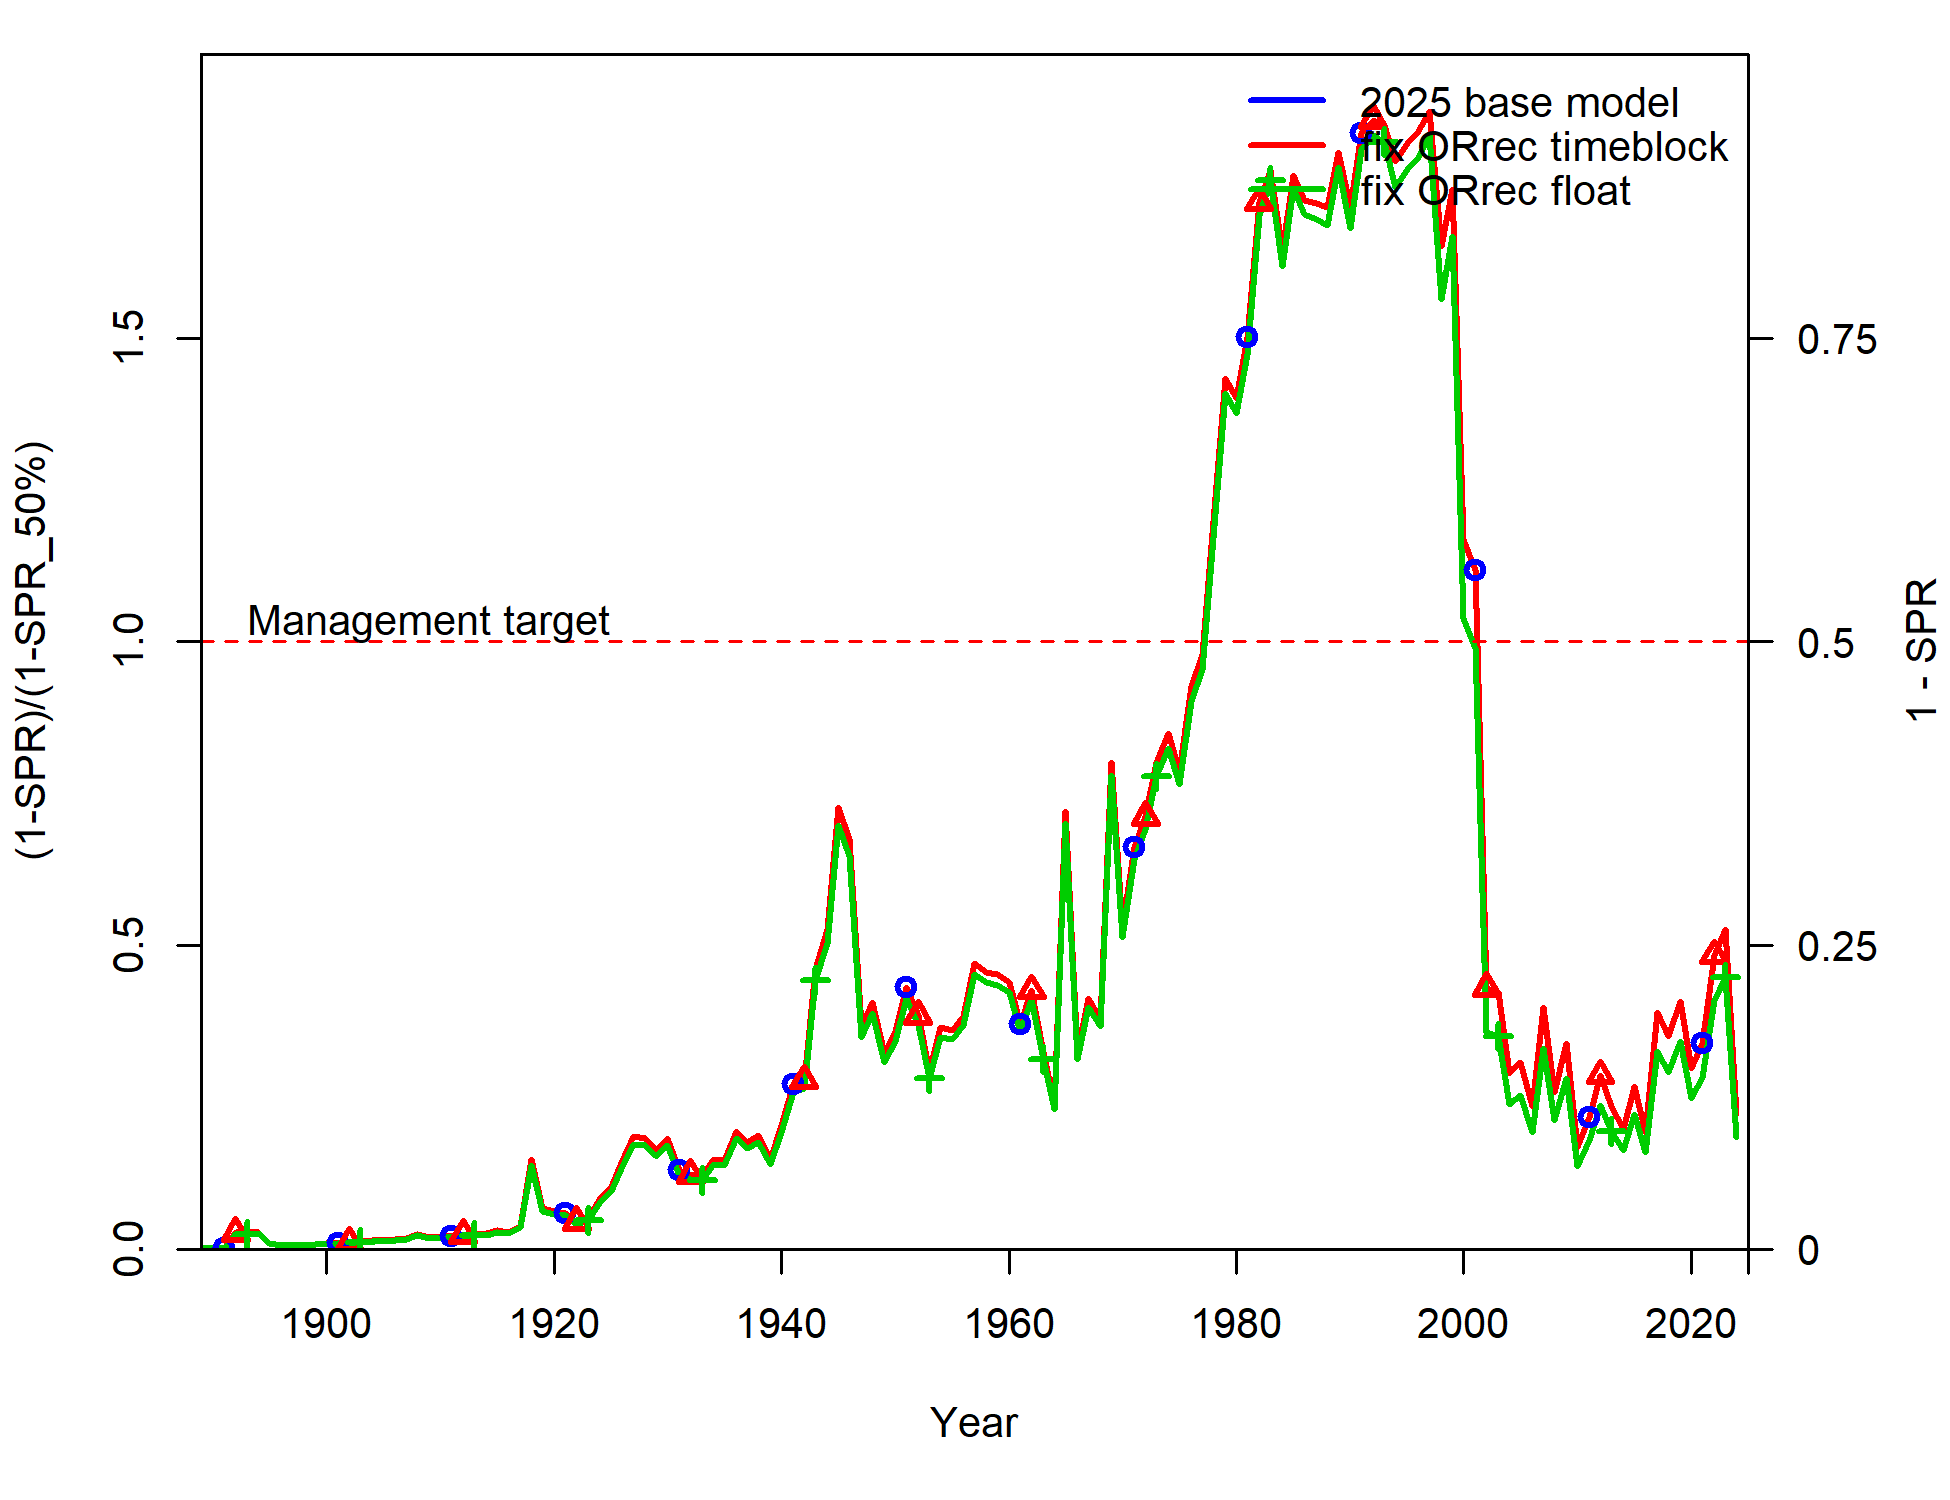 2025 base model
fix ORrec timeblock
fix ORrec float
Management target
(1-SPR)/(1-SPR_50%)
0.0
0.5
1.0
1.5
1 - SPR
0
0.25
0.5
0.75
1900
1920
1940
1960
1980
2000
2020
Year